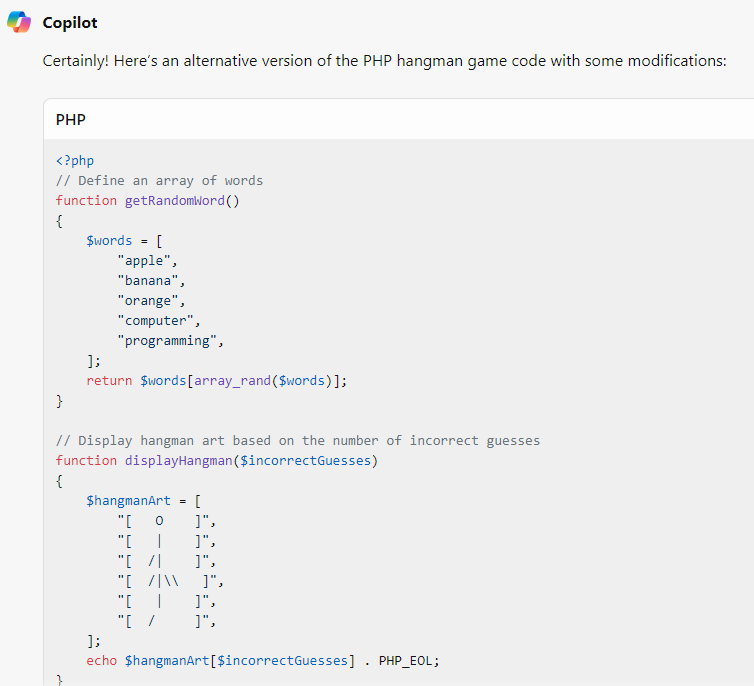 Copilot
Certainly! Here’s an alternative version of the PHP hangman game code with some modifications:
PHP
<?php
// Define an array of words
function getRandomWord()
{
    $words = [
        "apple",
        "banana",
        "orange",
        "computer",
        "programming",
    ];
    return $words[array_rand($words)];
}

// Display hangman art based on the number of incorrect guesses
function displayHangman($incorrectGuesses)
{
    $hangmanArt = [
        "[   O    ]",
        "[   |    ]",
        "[  /|    ]",
        "[  /|\\   ]",
        "[   |    ]",
        "[  /     ]",
    ];
    echo $hangmanArt[$incorrectGuesses] . PHP_EOL;
}